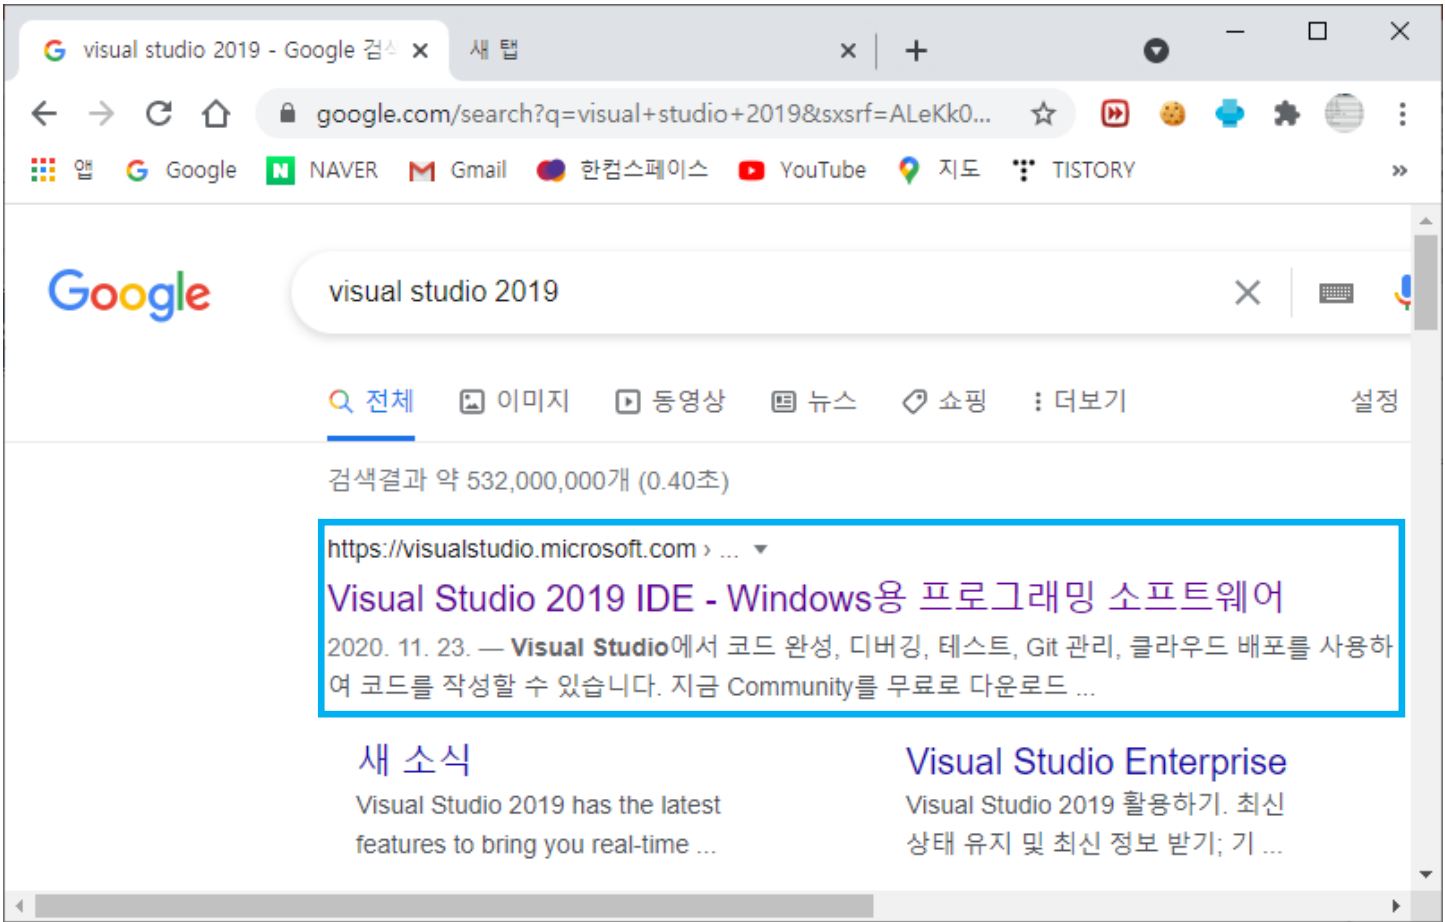 visual studio 2019 - Google 검색
새 탭
google.com/search?q=visual+studio+2019&sxsrf=ALeKk0...
앱 Google NAVER Gmail 한컴스페이스 YouTube 지도 TISTORY »
Google visual studio 2019
전체 이미지 동영상 뉴스 쇼핑 더보기 설정
검색결과 약 532,000,000개 (0.40초)
https://visualstudio.microsoft.com › ...
Visual Studio 2019 IDE - Windows용 프로그래밍 소프트웨어
2020. 11. 23. — Visual Studio에서 코드 완성, 디버깅, 테스트, Git 관리, 클라우드 배포를 사용하
여 코드를 작성할 수 있습니다. 지금 Community를 무료로 다운로드 ...
새 소식
Visual Studio 2019 has the latest
features to bring you real-time ...
Visual Studio Enterprise
Visual Studio 2019 활용하기. 최신
상태 유지 및 최신 정보 받기; 기 ...